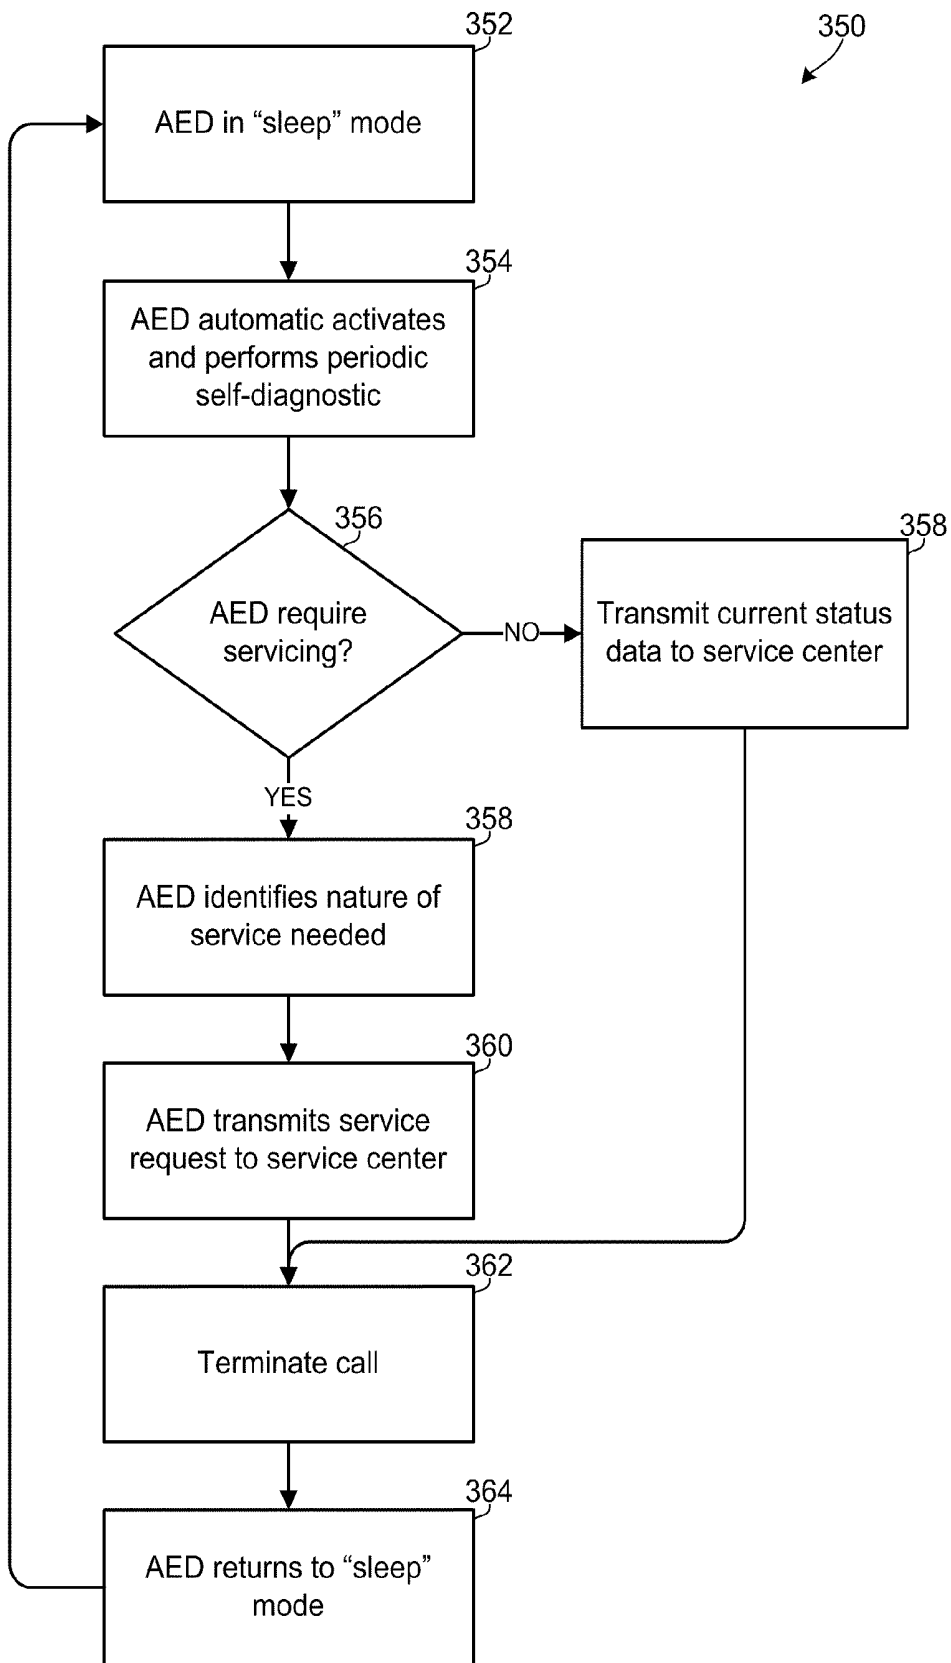 352
350
AED in “sleep” mode
354
AED automatic activates
and performs periodic
self-diagnostic
356
AED require
servicing?
NO
358
Transmit current status
data to service center
YES
358
AED identifies nature of
service needed
360
AED transmits service
request to service center
362
Terminate call
364
AED returns to “sleep”
mode